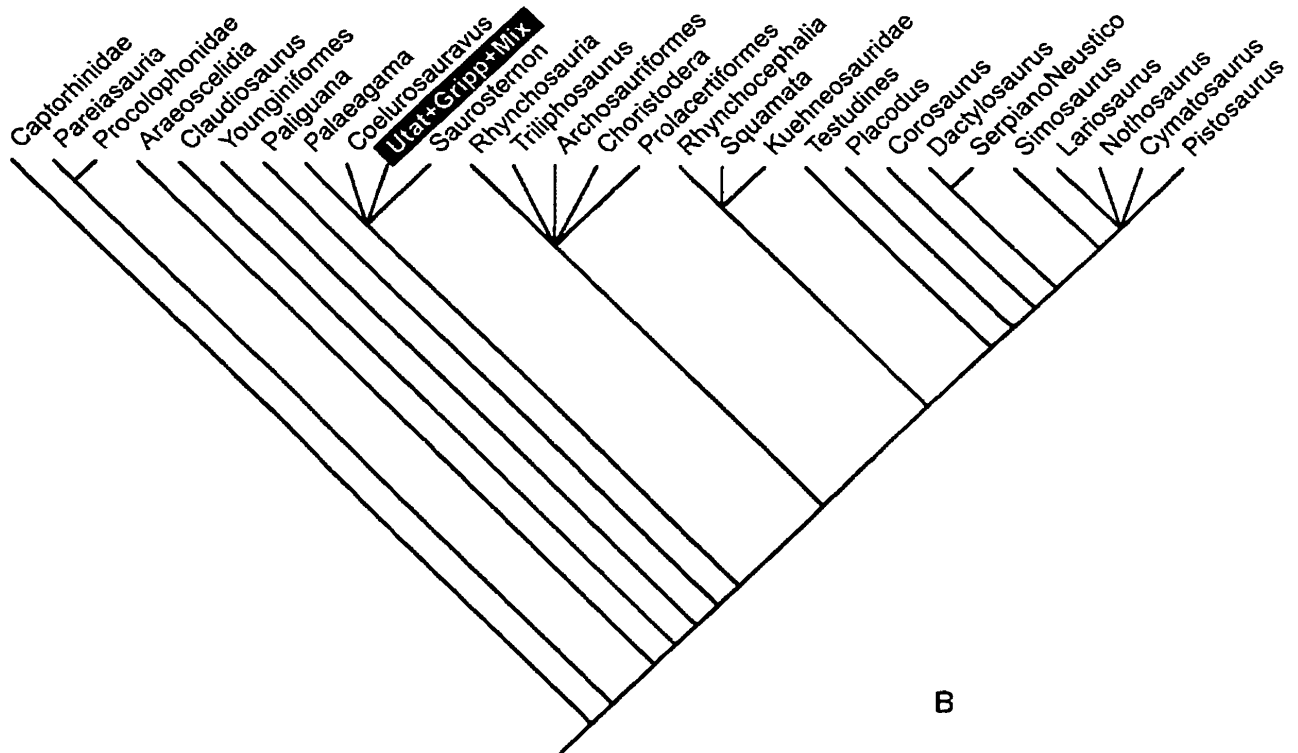 Captorhinidae
Pareiasauria
Procolophonidae
Araeoscelidia
Claudiosaurus
Younginiformes
Paliguana
Palaeagama
Coelurosauravus
Utat+Gripp+Mix
Saurosternon
Rhynchosauria
Triliphosaurus
Archosauriformes
Choristodera
Prolacertiformes
Rhynchocephalia
Squamata
Kuehneosauridae
Testudines
Placodus
Corosaurus
Dactylosaurus
SerpianoNeustico
Simosaurus
Lariosaurus
Nothosaurus
Cymatosaurus
Pistosaurus
B